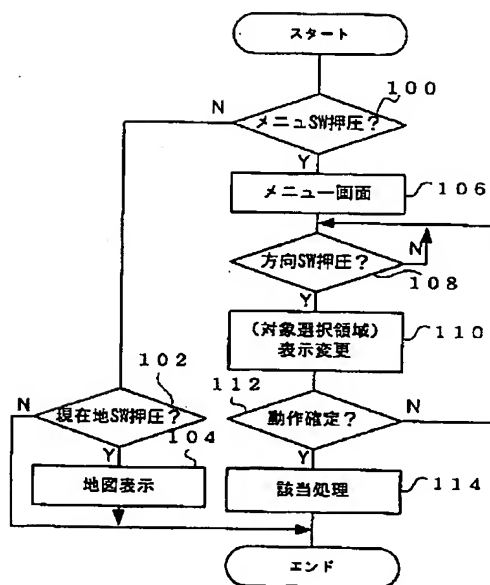 スタート
１００
N
メニュSW押圧？
Y
メニュー画面
１０６
方向SW押圧？
N
１０８
Y
(対象選択領域)
表示変更
１１０
１０２
１１２
N
現在地SW押圧？
動作確定？
N
Y
１０４
Y
地図表示
該当処理
１１４
エンド